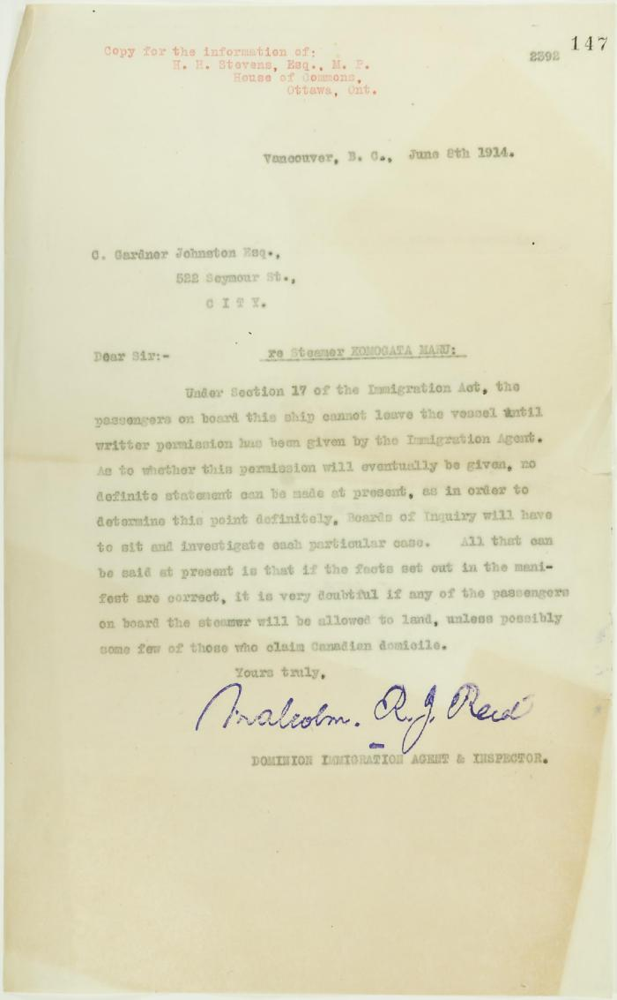 147
2392
Copy for the information of:
H. H. Stevens, Esq., M. P.
House of Commons,
Ottawa, Ont.
Vancouver, B. C., June 8th 1914.
C. Gardner Johnston Esq.,
522 Seymour St.,
C I T Y.
Dear Sir:- re Steamer KOMOGATA MARU:
Under Section 17 of the Immigration Act, the
passengers on board this ship cannot leave the vessel until
writter permission has been given by the Immigration Agent.
As to whether this permission will eventually be given, no
definite statement can be made at present, as in order to
determine this point definitely, Boards of Inquiry will have
to sit and investigate each particular case. All that can
be said at present is that if the facts set out in the mani-
fest are correct, it is very doubtful if any of the passengers
on board the steamwr will be allowed to land, unless possibly
some few of those who claim Canadian domicile.
Yours truly,
Malcolm. R. J. Reid
DOMINION IMMIGRATION AGENT & INSPECTOR.